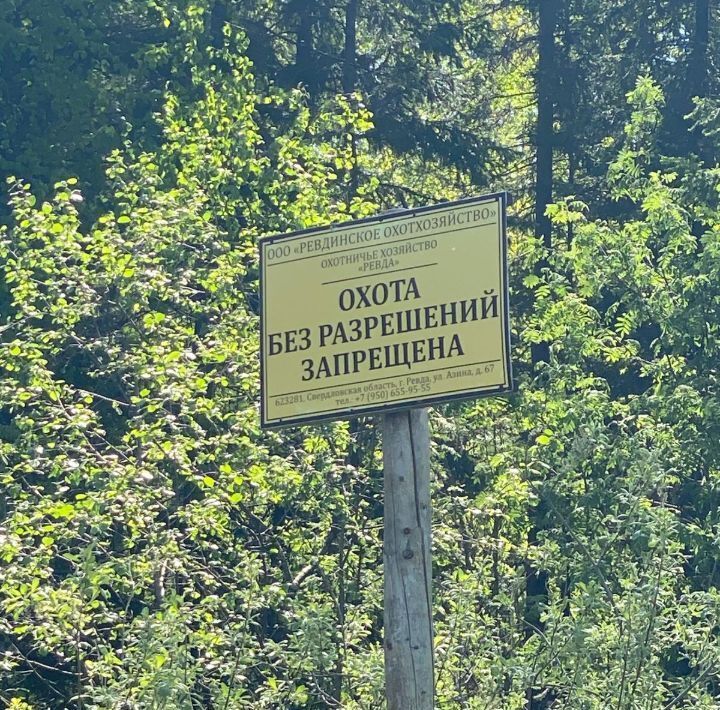 ООО «РЕВДИНСКОЕ ОХОТХОЗЯЙСТВО»
ОХОТНИЧЬЕ ХОЗЯЙСТВО
«РЕВДА»
ОХОТА
БЕЗ РАЗРЕШЕНИЙ
ЗАПРЕЩЕНА
623281, Свердловская область, г. Ревда, ул. Азина, д. 67
тел.: +7 (950) 655-95-55